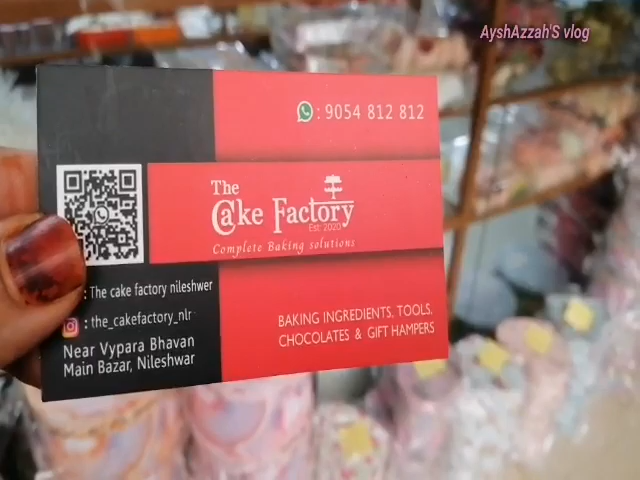 AyshAzzah'S vlog
: 9054 812 812
The
Cake Factory
Est: 2020
Complete Baking solutions
: The cake factory nileshwer
: the_cakefactory_nlr
Near Vypara Bhavan
Main Bazar, Nileshwar
BAKING INGREDIENTS, TOOLS,
CHOCOLATES & GIFT HAMPERS